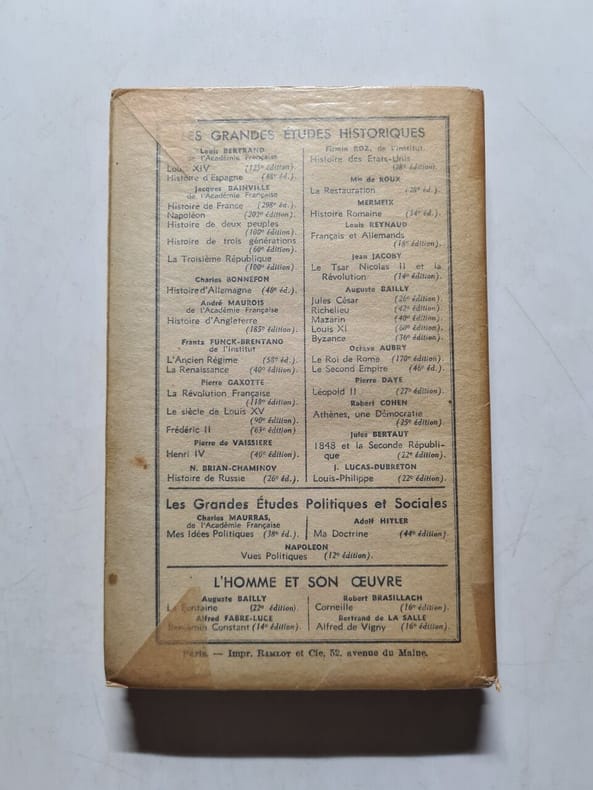 LES GRANDES ÉTUDES HISTORIQUES
Louis BERTRAND
de l'Académie Française
Louis XIV (125e édition).
Histoire d'Espagne (48e éd.).
Jacques BAINVILLE
de l'Académie Française
Histoire de France (298e éd.).
Napoléon (202e édition).
Histoire de deux peuples
(100e édition).
Histoire de trois générations
(60e édition).
La Troisième République
(100e édition).
Charles BONNEFON
Histoire d'Allemagne (48e éd.).
André MAUROIS
de l'Académie Française
Histoire d'Angleterre
(185e édition).
Frantz FUNCK-BRENTANO
de l'Institut
L'Ancien Régime (58e éd.).
La Renaissance (40e édition).
Pierre GAXOTTE
La Révolution Française
(118e édition).
Le siècle de Louis XV
(90e édition).
Frédéric II (63e édition).
Pierre de VAISSIERE
Henri IV (40e édition).
N. BRIAN-CHAMINOV
Histoire de Russie (26e éd.).
Firmin ROZ, de l'Institut.
Histoire des Etats-Unis
(28e édition).
Mis de ROUX
La Restauration (28e éd.).
MERMEIX
Histoire Romaine (34e éd.).
Louis REYNAUD
Français et Allemands
(18e édition).
Jean JACOBY
Le Tsar Nicolas II et la
Révolution (14e édition).
Auguste BAILLY
Jules César (26e édition).
Richelieu (42e édition).
Mazarin (40e édition).
Louis XI (60e édition).
Byzance (36e édition).
Octave AUBRY
Le Roi de Rome (170e édition).
Le Second Empire (46e éd.).
Pierre DAYE
Léopold II (27e édition).
Robert COHEN
Athènes, une Démocratie
(25e édition).
Jules BERTAUT
1848 et la Seconde Républi-
que (22e édition).
J. LUCAS-DUBRETON
Louis-Philippe (22e édition).
Les Grandes Études Politiques et Sociales
Charles MAURRAS,
de l'Académie Française
Mes Idées Politiques (38e éd.).
Adolf HITLER
Ma Doctrine (44e édition).
NAPOLEON
Vues Politiques (12e édition).
L'HOMME ET SON ŒUVRE
Auguste BAILLY
La Fontaine (22e édition).
Alfred FABRE-LUCE
Benjamin Constant (14e édition).
Robert BRASILLACH
Corneille (16e édition).
Bertrand de LA SALLE
Alfred de Vigny (16e édition).
Paris. — Impr. RAMLOT et Cie, 52, avenue du Maine.